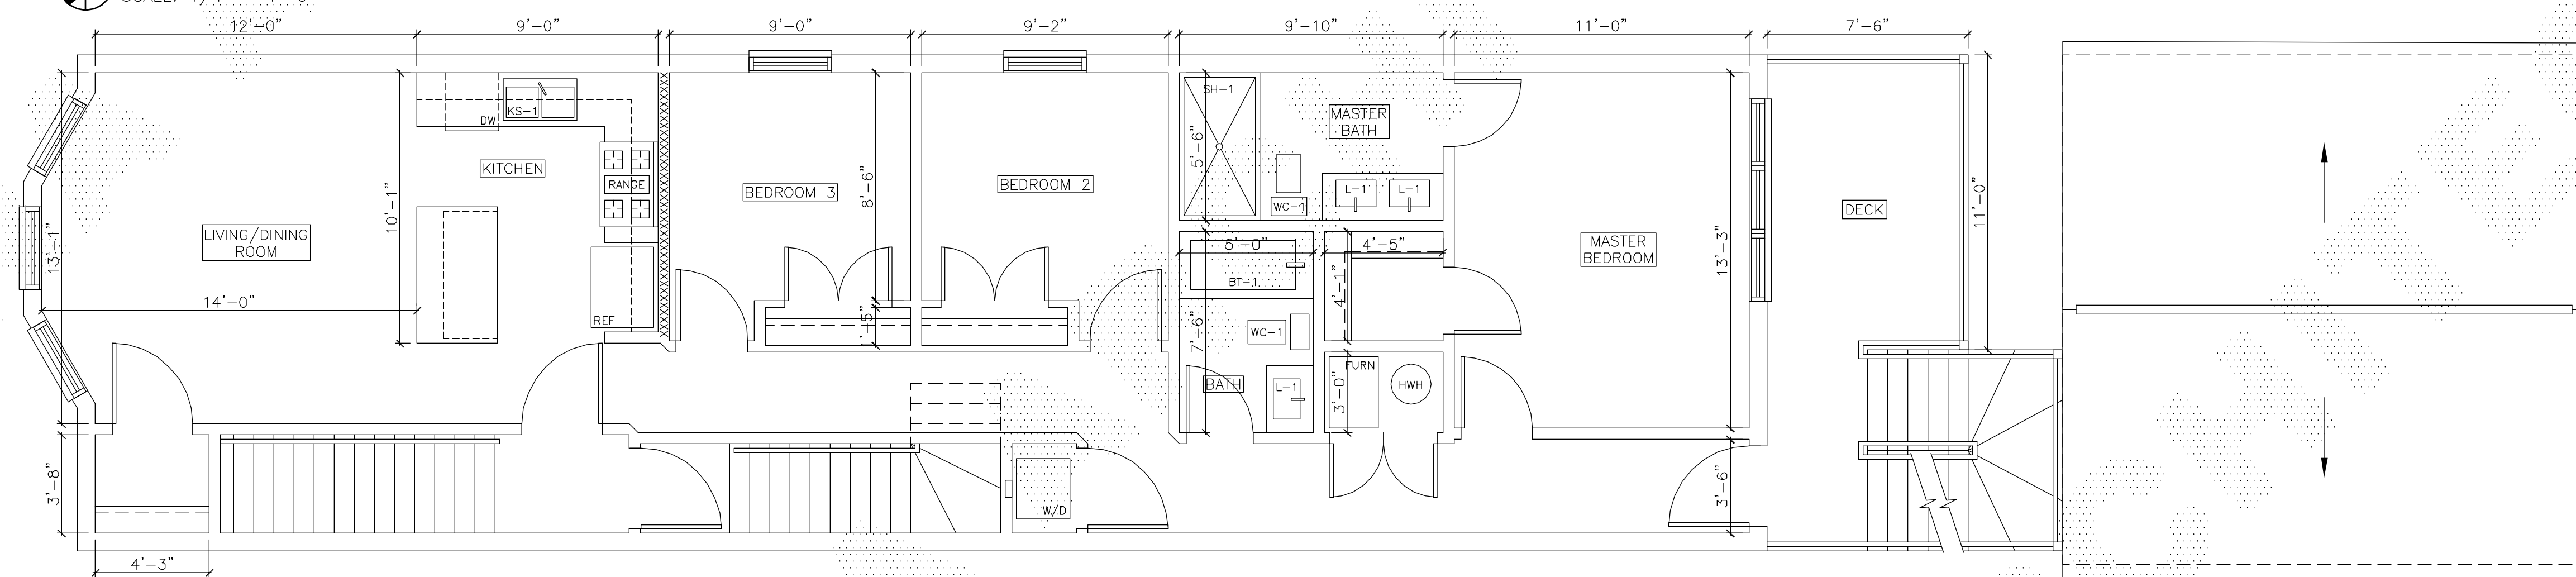 12'-0"
9'-0"
9'-0"
9'-2"
9'-10"
11'-0"
7'-6"
KS-1
DW
KITCHEN
RANGE
REF
LIVING/DINING
ROOM
13'-1"
10'-1"
14'-0"
3'-8"
4'-3"
BEDROOM 3
8'-6"
1'-5"
BEDROOM 2
SH-1
5'-6"
MASTER
BATH
WC-1
L-1
L-1
5'-0"
4'-5"
BT-1
4'-1"
7'-6"
WC-1
BATH
L-1
FURN
HWH
3'-0"
W/D
MASTER
BEDROOM
13'-3"
3'-6"
DECK
11'-0"